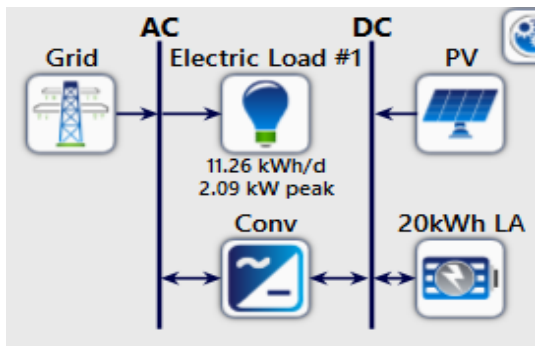 AC
DC
Grid
Electric Load #1
PV
11.26 kWh/d
2.09 kW peak
Conv
20kWh LA